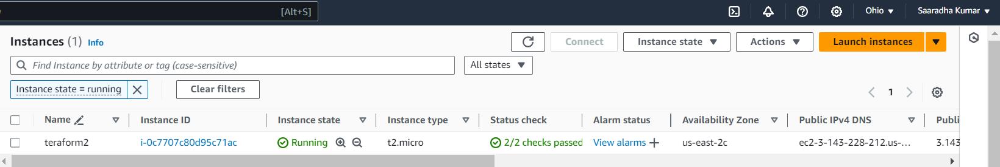 [Alt+S] Ohio Saaradha Kumar
Instances (1) Info Connect Instance state Actions Launch instances
Find Instance by attribute or tag (case-sensitive) All states
Instance state = running Clear filters
1
Name Instance ID Instance state Instance type Status check Alarm status Availability Zone Public IPv4 DNS Publi
teraform2 i-0c7707c80d95c71ac Running t2.micro 2/2 checks passed View alarms us-east-2c ec2-3-143-228-212.us-... 3.143